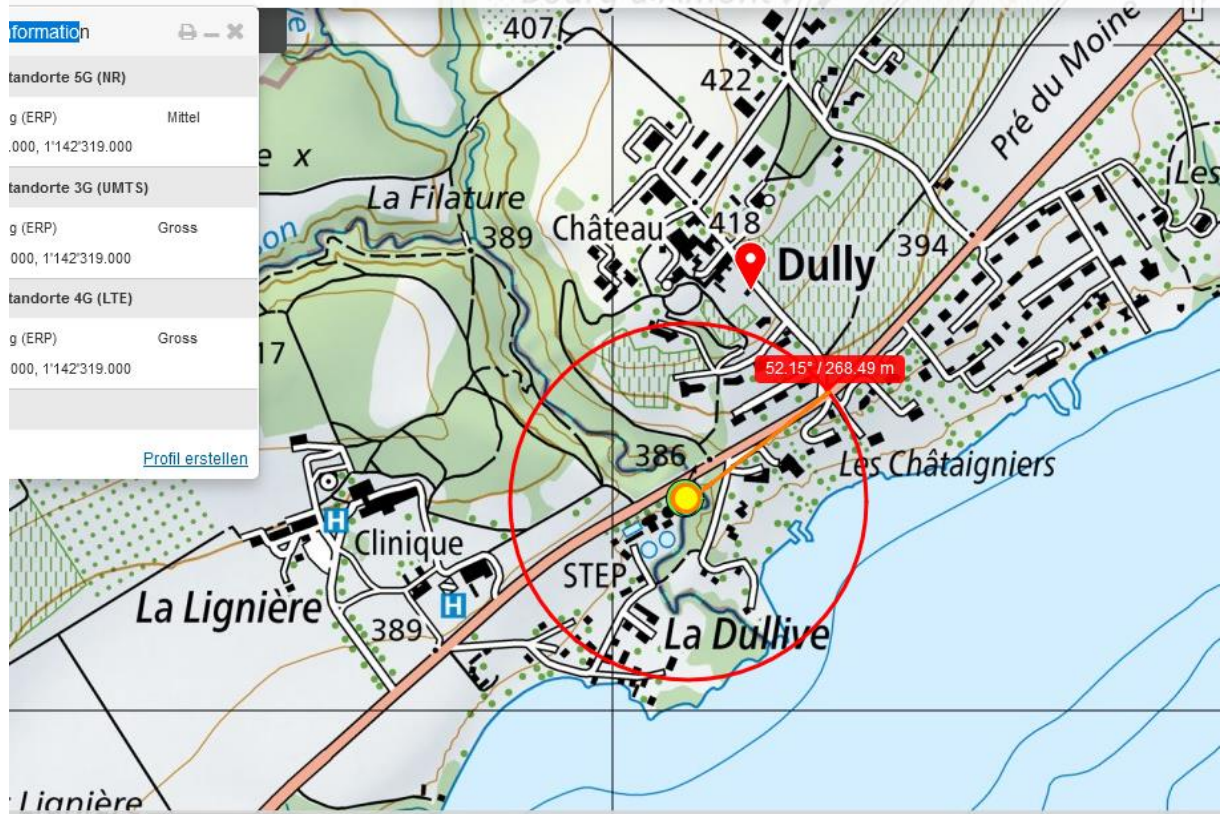 nformation
tandorte 5G (NR)
g (ERP) Mittel
.000, 1'142'319.000
tandorte 3G (UMTS)
g (ERP) Gross
000, 1'142'319.000
tandorte 4G (LTE)
g (ERP) Gross
000, 1'142'319.000
Profil erstellen
407
422
Pré du Moine
e x
La Filature
389
Château
418
Dully
394
Les
son
17
52.15° / 268.49 m
386
Les Châtaigniers
H
Clinique
STEP
La Lignière
H
389
La Dullive
Lignière